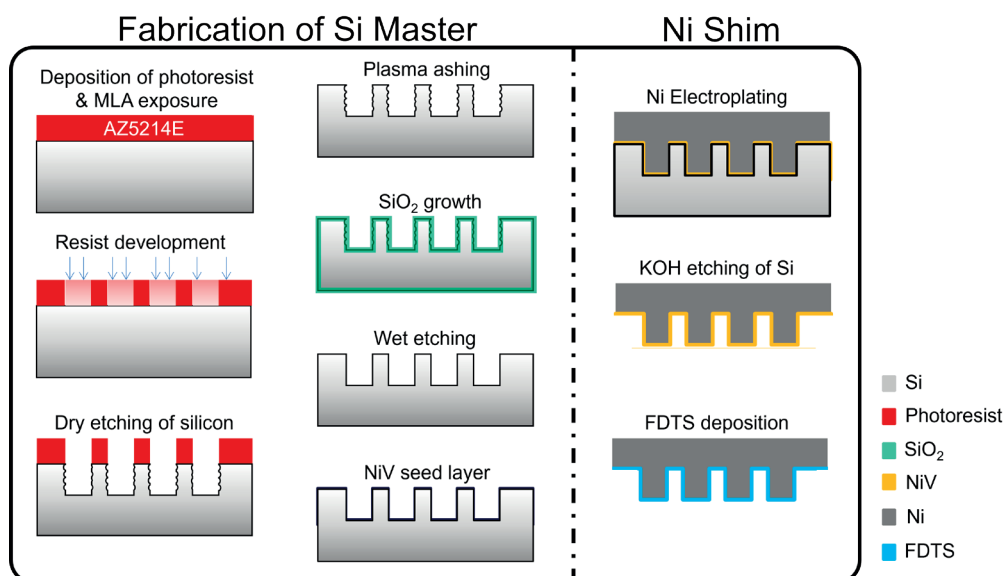 Fabrication of Si Master
Ni Shim
Deposition of photoresist
& MLA exposure
AZ5214E
Resist development
Dry etching of silicon
Plasma ashing
SiO₂ growth
Wet etching
NiV seed layer
Ni Electroplating
KOH etching of Si
FDTS deposition
Si
Photoresist
SiO₂
NiV
Ni
FDTS